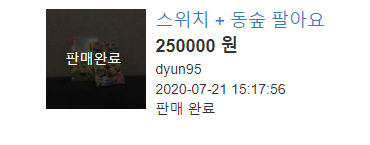 스위치 + 동숲 팔아요
판매완료
250000 원
dyun95
2020-07-21 15:17:56
판매 완료